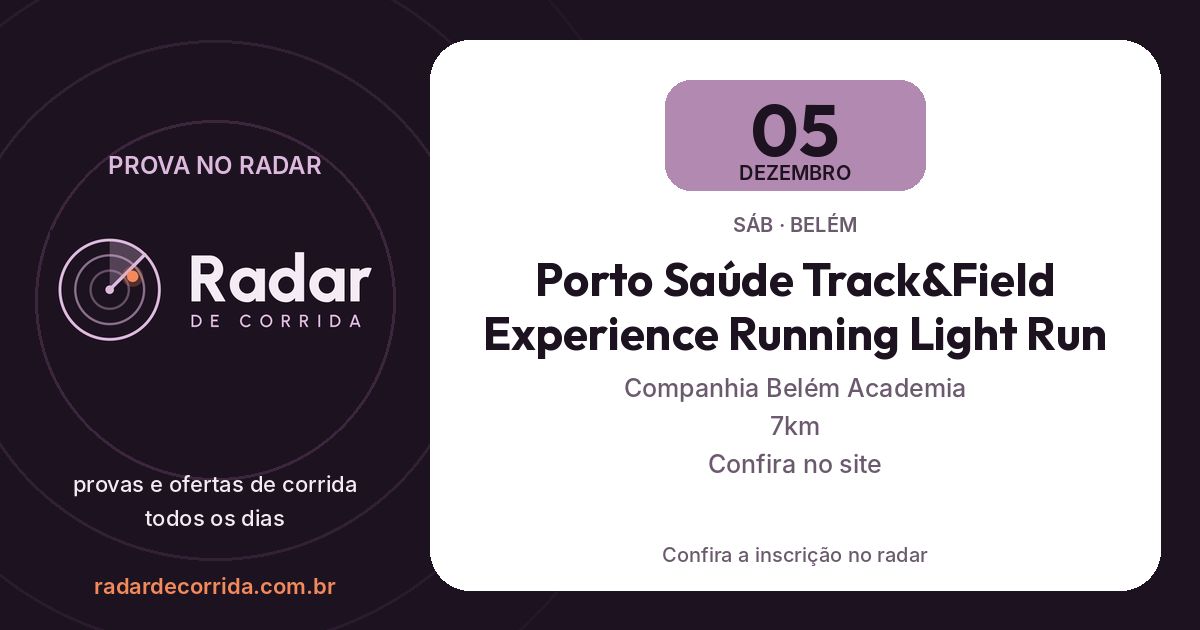 PROVA NO RADAR
Radar
DE CORRIDA
provas e ofertas de corrida
todos os dias
radardecorrida.com.br
05
DEZEMBRO
SÁB · BELÉM
Porto Saúde Track&Field
Experience Running Light Run
Companhia Belém Academia
7km
Confira no site
Confira a inscrição no radar